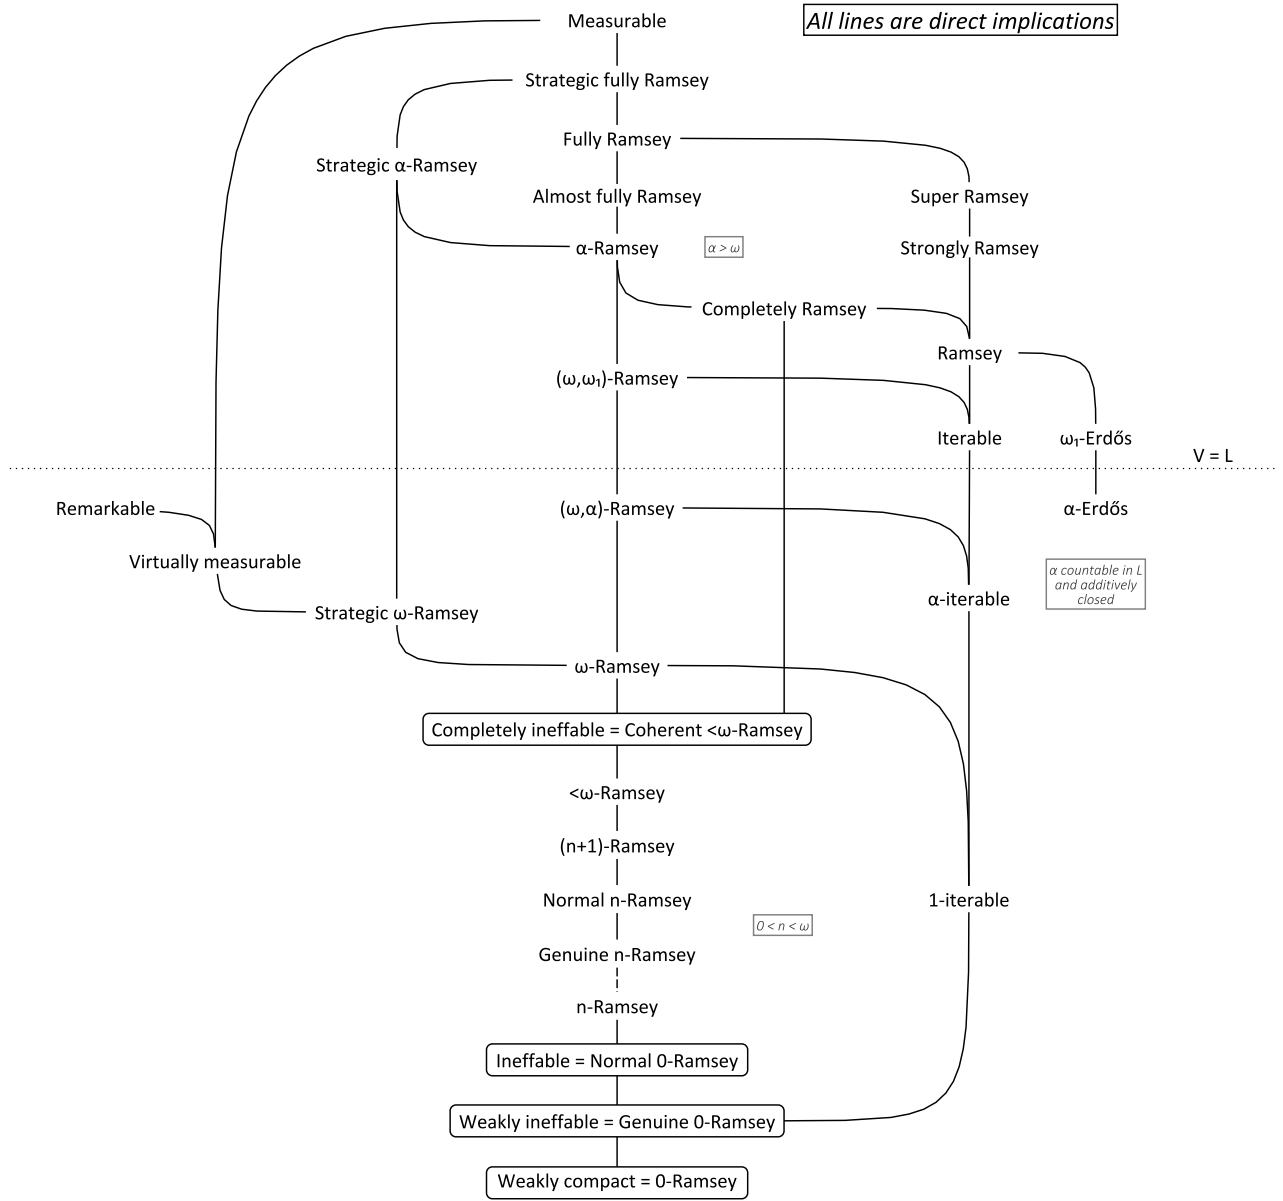 Measurable
All lines are direct implications
Strategic fully Ramsey
Fully Ramsey
Strategic α-Ramsey
Almost fully Ramsey
Super Ramsey
α-Ramsey
α > ω
Strongly Ramsey
Completely Ramsey
Ramsey
(ω,ω₁)-Ramsey
Iterable
ω₁-Erdős
V = L
Remarkable
(ω,α)-Ramsey
α-Erdős
Virtually measurable
α countable in L
and additively
closed
α-iterable
Strategic ω-Ramsey
ω-Ramsey
Completely ineffable = Coherent <ω-Ramsey
<ω-Ramsey
(n+1)-Ramsey
Normal n-Ramsey
1-iterable
0 < n < ω
Genuine n-Ramsey
n-Ramsey
Ineffable = Normal 0-Ramsey
Weakly ineffable = Genuine 0-Ramsey
Weakly compact = 0-Ramsey